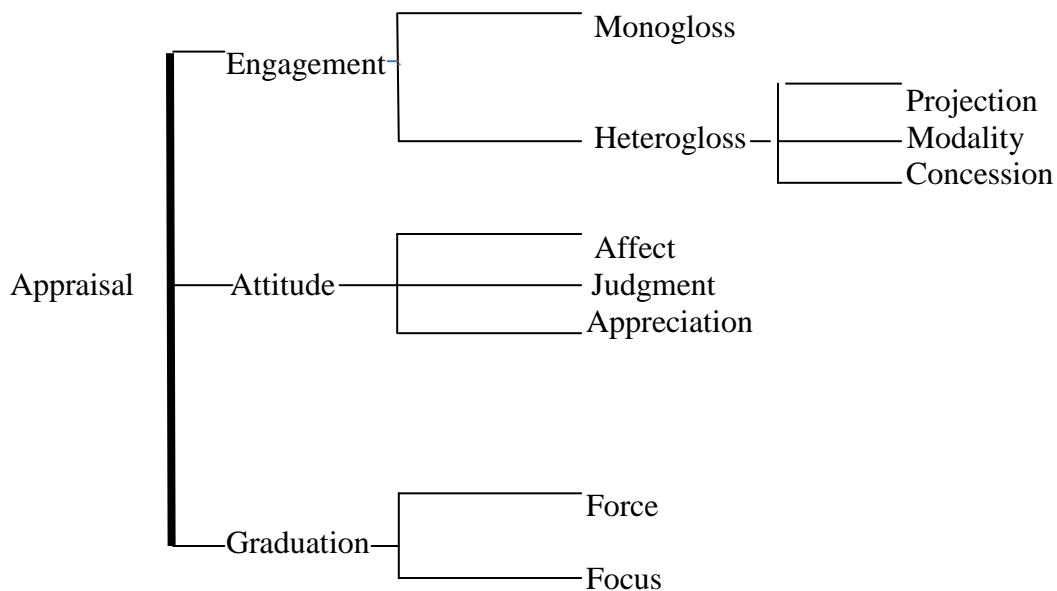 Monogloss
Engagement
Projection
Heterogloss
Modality
Concession
Affect
Appraisal
Attitude
Judgment
Appreciation
Force
Graduation
Focus